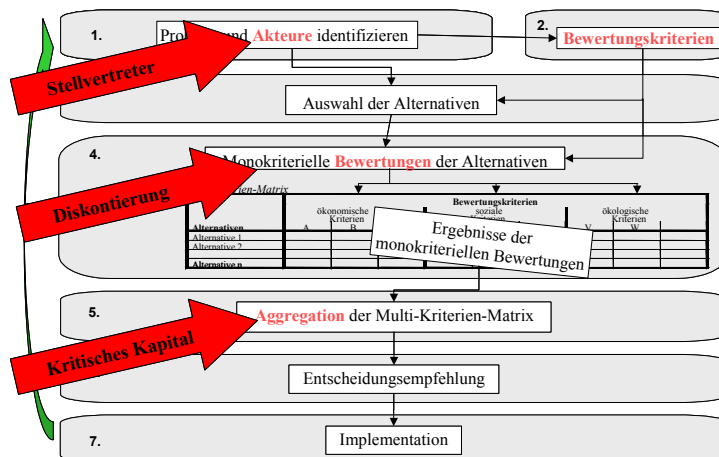 1.
Pro und Akteure identifizieren
2.
Bewertungskriterien
Stellvertreter
Auswahl der Alternativen
4.
Monokriterielle Bewertungen der Alternativen
Diskontierung
rien-Matrix
Bewertungskriterien
ökonomische
Kriterien
soziale
ökologische
Kriterien
Alternativen
A B V W
Alternative 1
Alternative 2
Alternative n
Ergebnisse der
monokriteriellen Bewertungen
5.
Aggregation der Multi-Kriterien-Matrix
Kritisches Kapital
Entscheidungsempfehlung
7.
Implementation